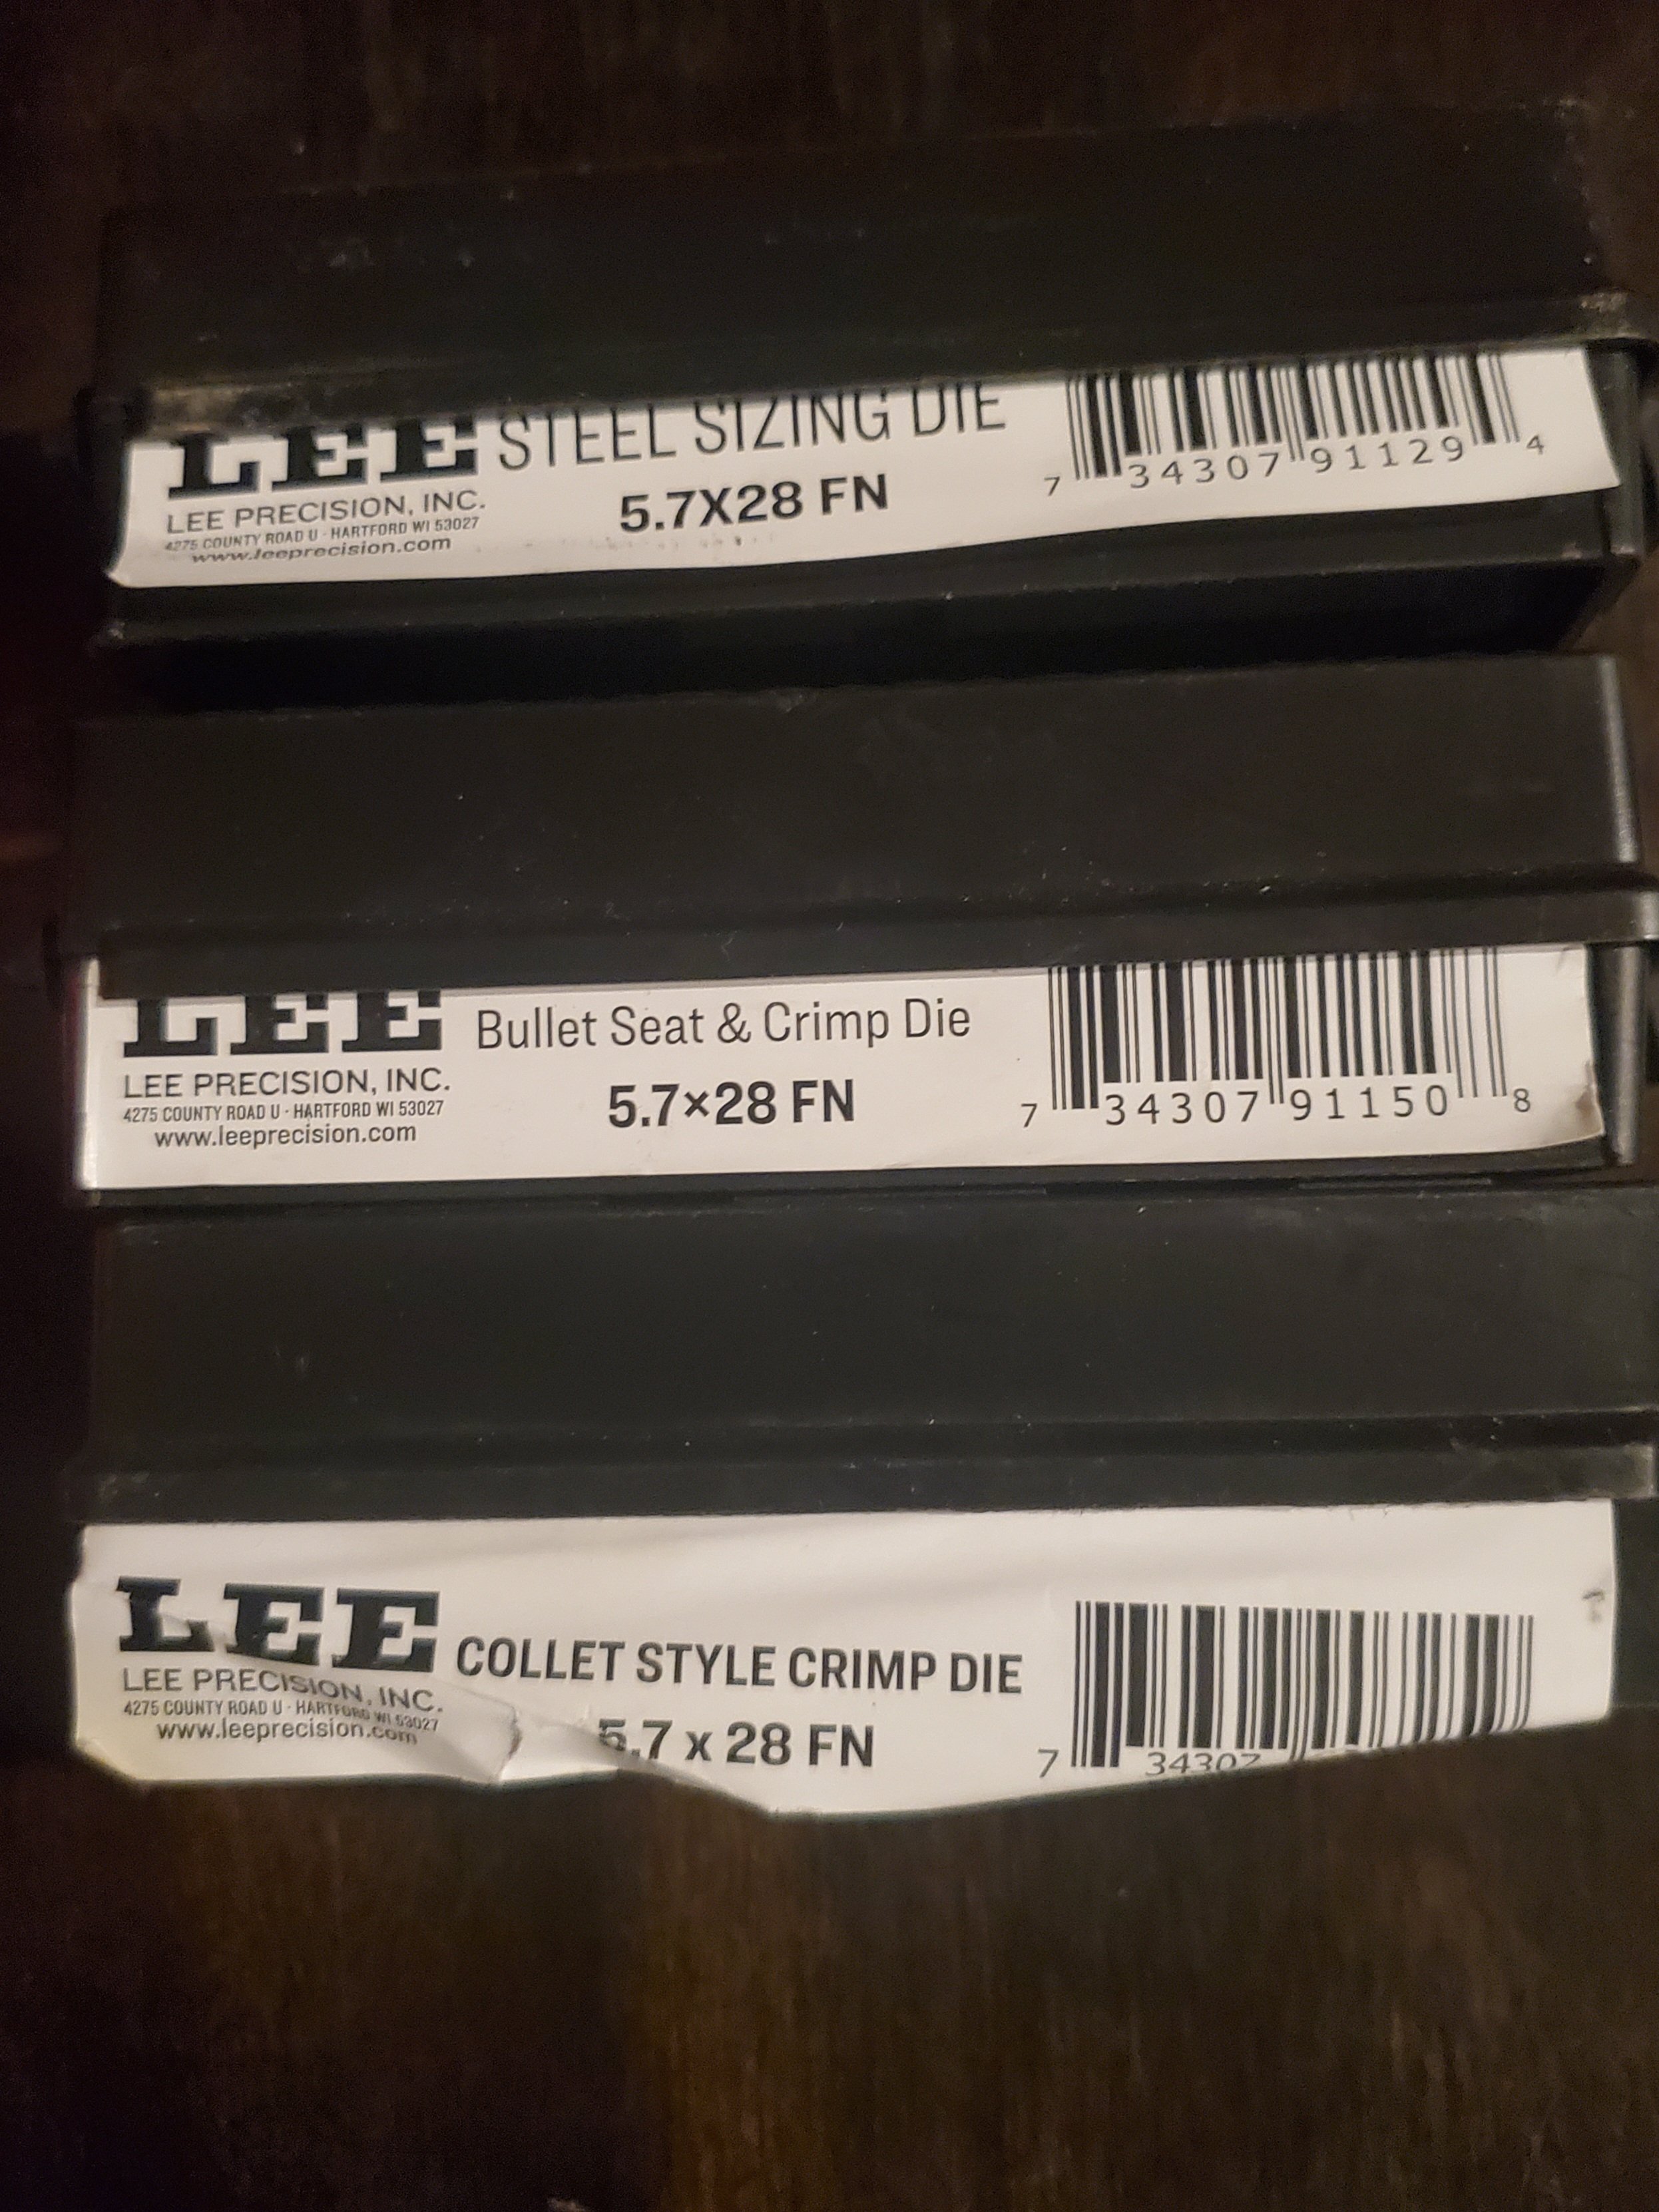 LEE STEEL SIZING DIE
LEE PRECISION, INC.
4275 COUNTY ROAD U · HARTFORD WI 53027
www.leeprecision.com
5.7X28 FN
7 34307 91129 4
LEE Bullet Seat & Crimp Die
LEE PRECISION, INC.
4275 COUNTY ROAD U · HARTFORD WI 53027
www.leeprecision.com
5.7×28 FN
7 34307 91150 8
LEE COLLET STYLE CRIMP DIE
LEE PRECISION, INC.
4275 COUNTY ROAD U · HARTFORD WI 53027
www.leeprecision.com
5.7 x 28 FN
7 34307